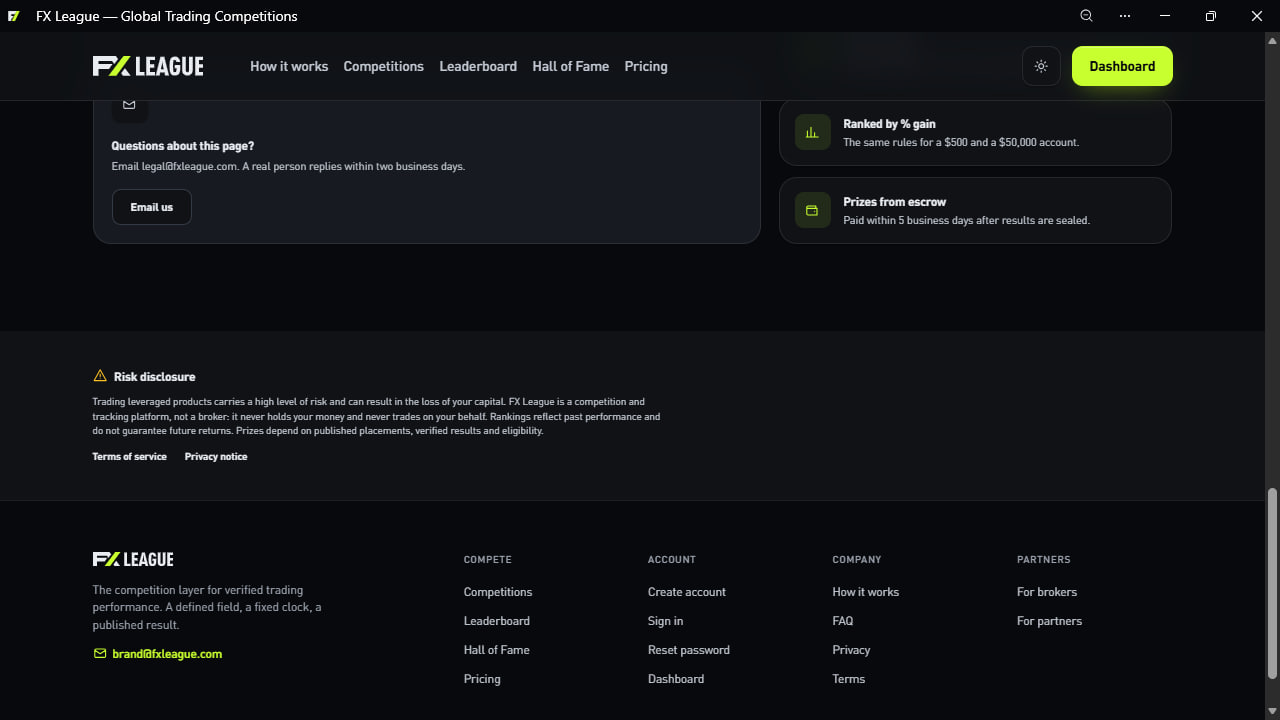 FX League — Global Trading Competitions
FX LEAGUE
How it works
Competitions
Leaderboard
Hall of Fame
Pricing
Dashboard
Questions about this page?
Email legal@fxleague.com. A real person replies within two business days.
Email us
Ranked by % gain
The same rules for a $500 and a $50,000 account.
Prizes from escrow
Paid within 5 business days after results are sealed.
Risk disclosure
Trading leveraged products carries a high level of risk and can result in the loss of your capital. FX League is a competition and
tracking platform, not a broker: it never holds your money and never trades on your behalf. Rankings reflect past performance and
do not guarantee future returns. Prizes depend on published placements, verified results and eligibility.
Terms of service
Privacy notice
FX LEAGUE
The competition layer for verified trading
performance. A defined field, a fixed clock, a
published result.
brand@fxleague.com
COMPETE
Competitions
Leaderboard
Hall of Fame
Pricing
ACCOUNT
Create account
Sign in
Reset password
Dashboard
COMPANY
How it works
FAQ
Privacy
Terms
PARTNERS
For brokers
For partners